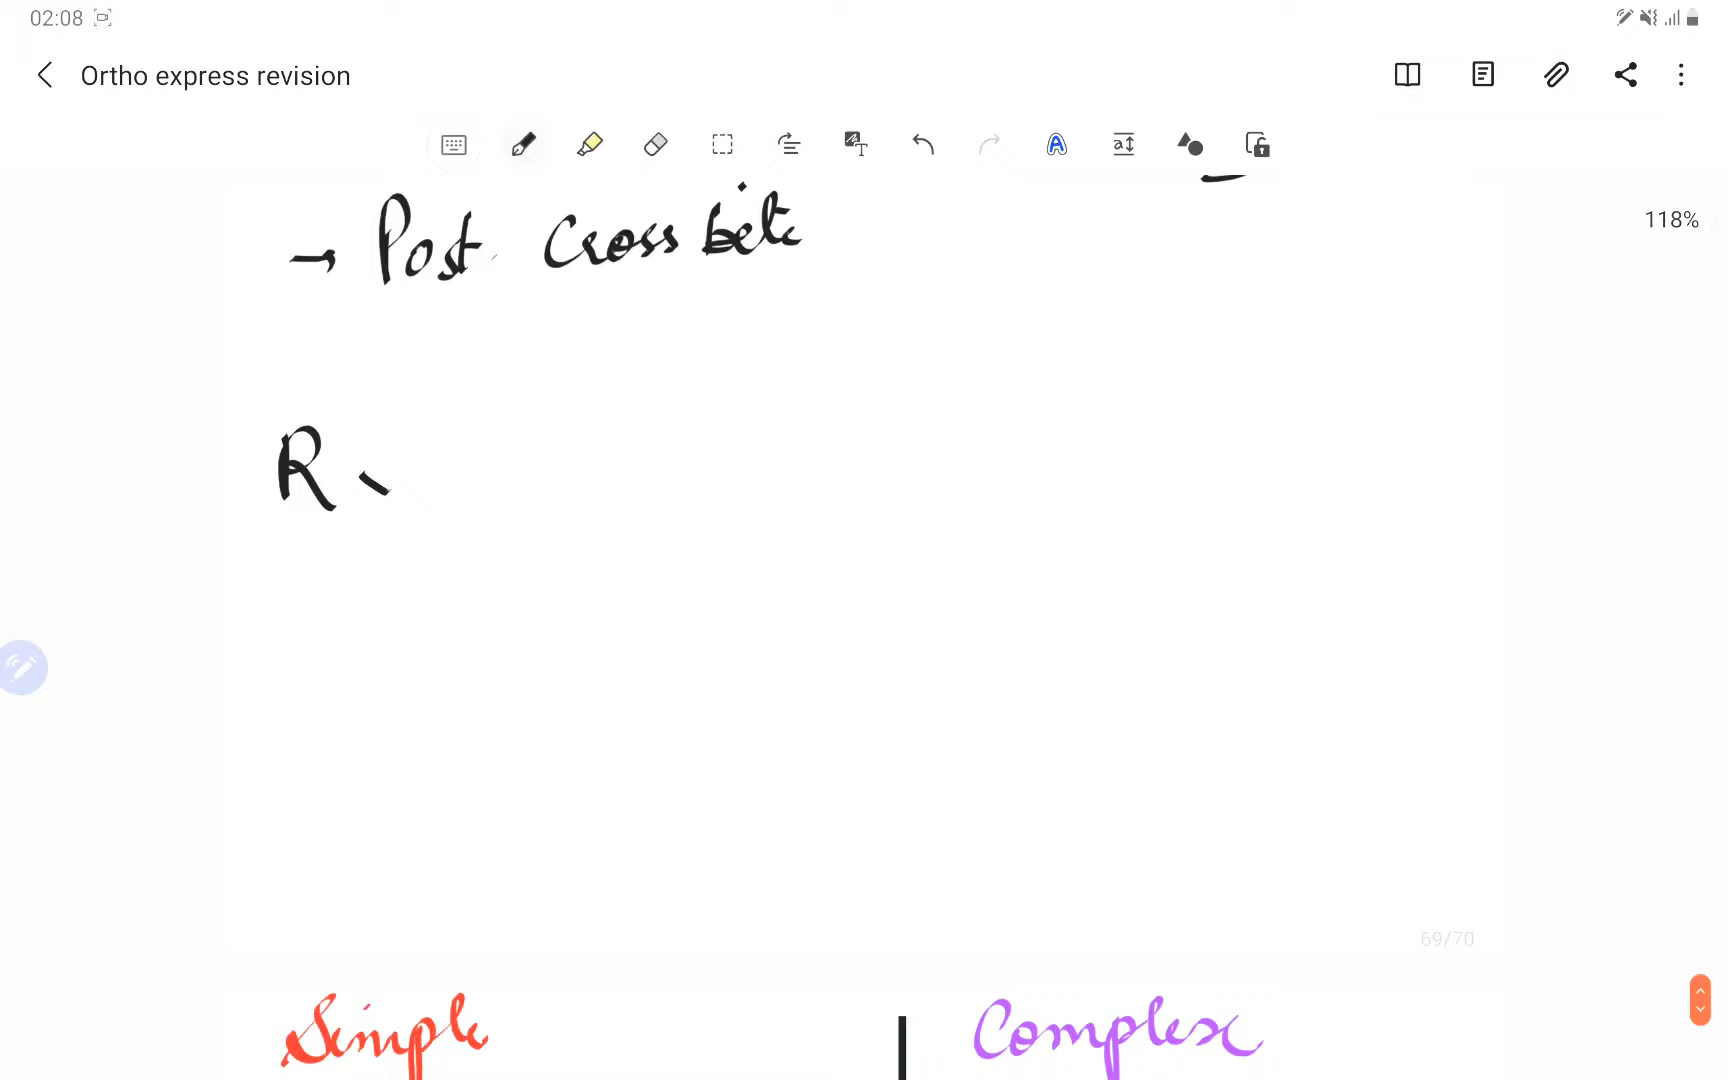 02:08
Ortho express revision
118%
→ Post. Cross bite
R
69/70
Simple
Complex